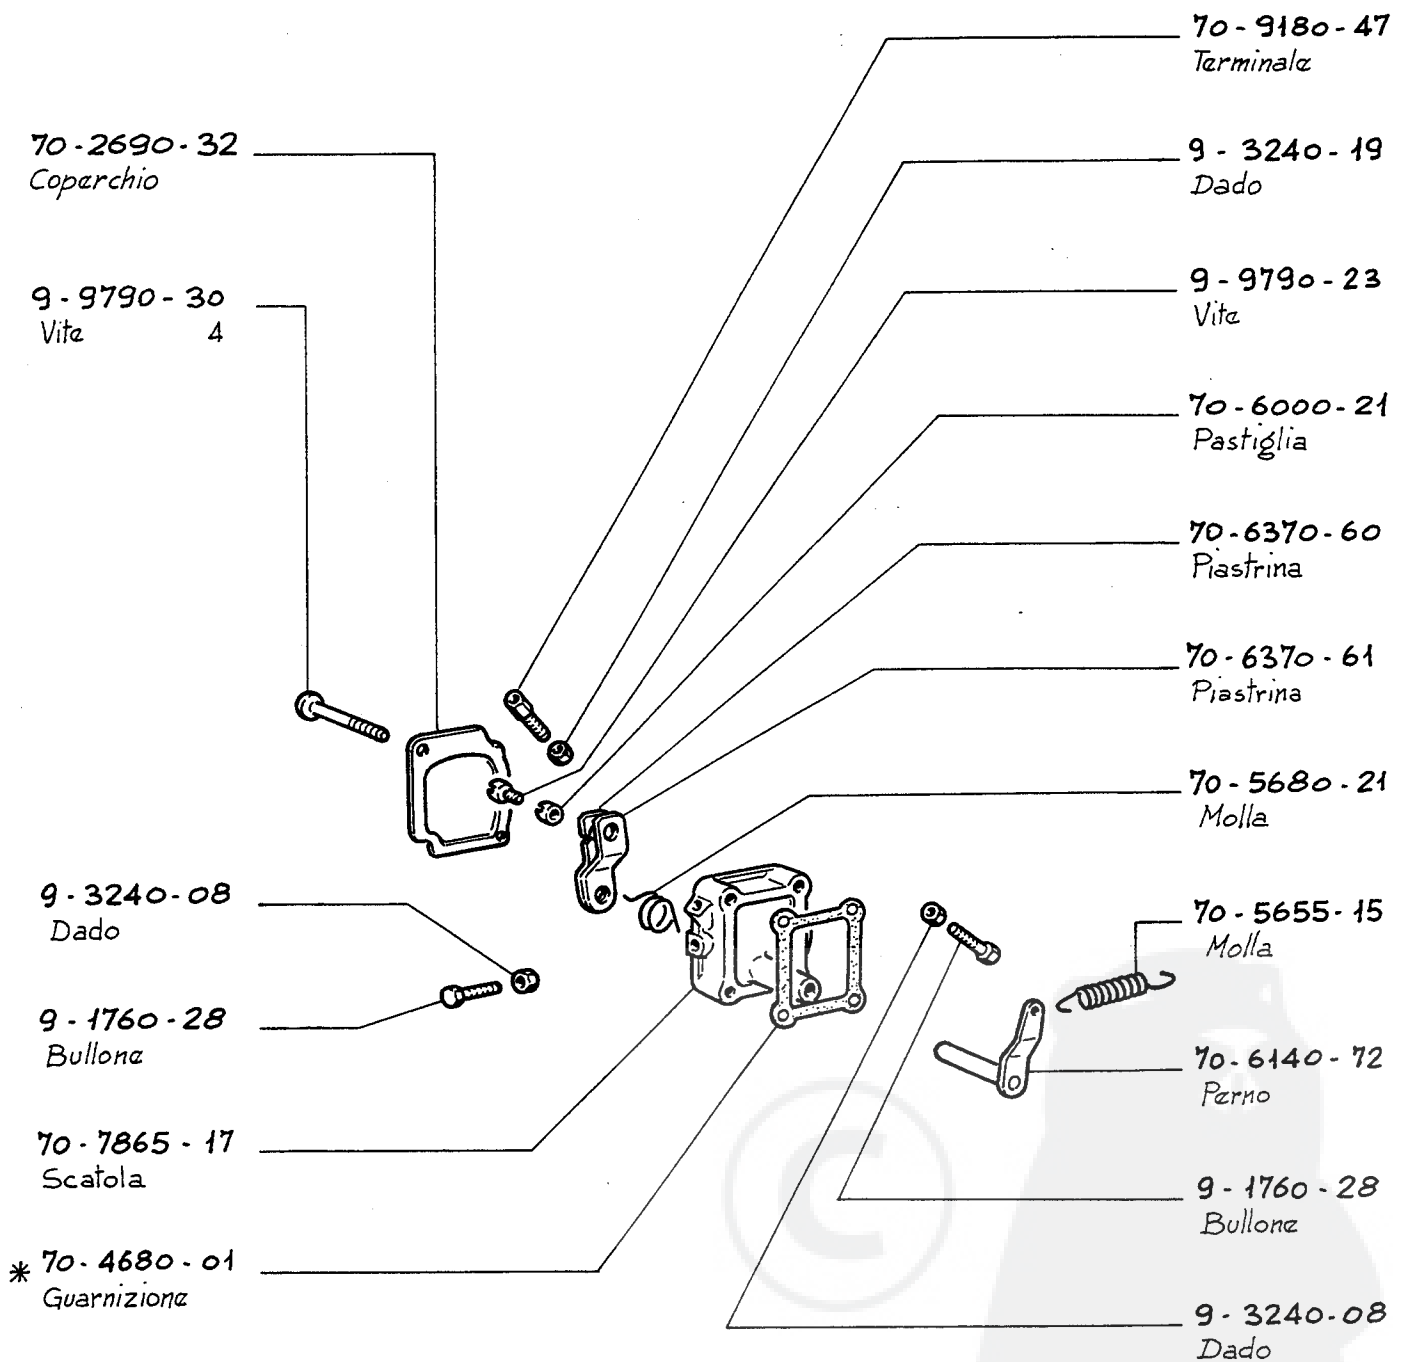 70-9180-47
Terminale
70-2690-32
Coperchio
9-3240-19
Dado
9-9790-30
Vite 4
9-9790-23
Vite
70-6000-21
Pastiglia
70-6370-60
Piastrina
70-6370-61
Piastrina
70-5680-21
Molla
9-3240-08
Dado
70-5655-15
Molla
9-1760-28
Bullone
70-6140-72
Perno
70-7865-17
Scatola
9-1760-28
Bullone
* 70-4680-01
Guarnizione
9-3240-08
Dado
©